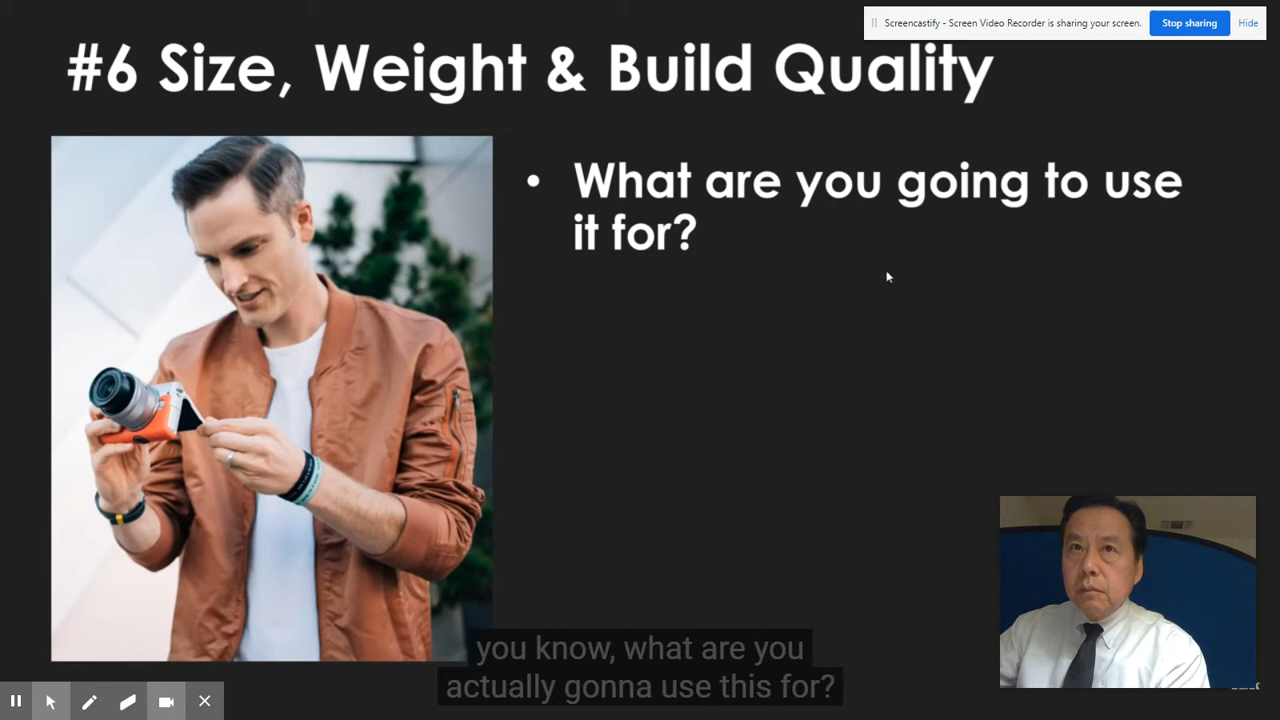 Screencastify - Screen Video Recorder is sharing your screen.
Stop sharing
Hide
#6 Size, Weight & Build Quality
• What are you going to use
it for?
you know, what are you
actually gonna use this for?